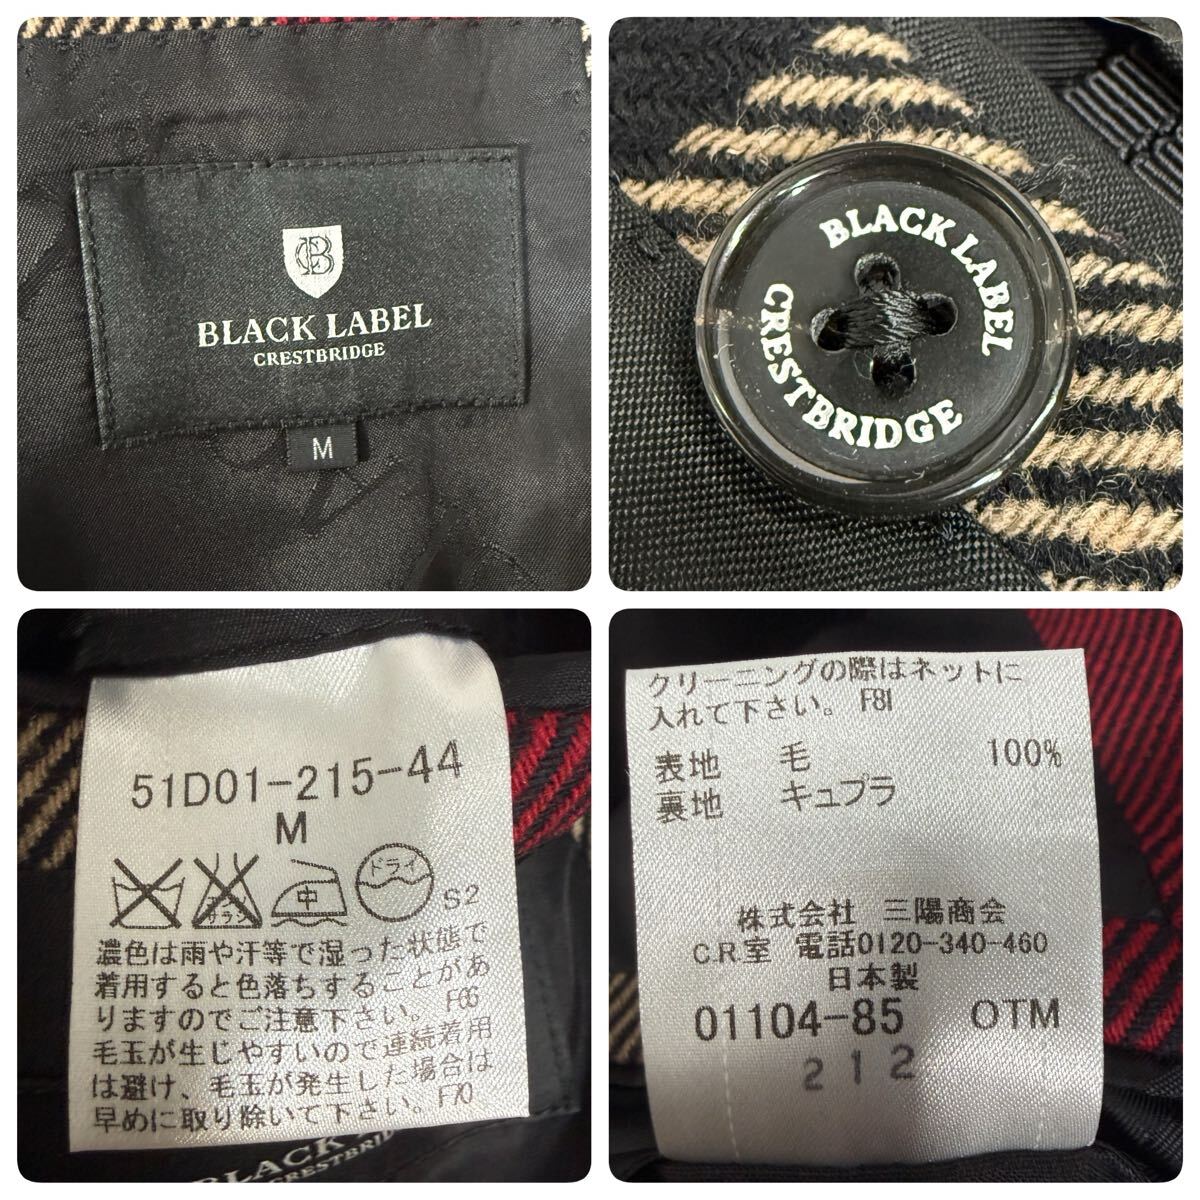 CB
BLACK LABEL
CRESTBRIDGE
M
BLACK LABEL
CRESTBRIDGE
51D01-215-44
M
中
ドライ
S2
濃色は雨や汗等で湿った状態で
着用すると色落ちすることがあ
りますのでご注意下さい。 F66
毛玉が生じやすいので連続着用
は避け、毛玉が発生した場合は
早めに取り除いて下さい。F70
BLACK
CRESTBRID
クリーニングの際はネットに
入れて下さい。 F81
表地 毛 100%
裏地 キュプラ
株式会社 三陽商会
C.R室 電話0120-340-460
日本製
01104-85 OTM
212